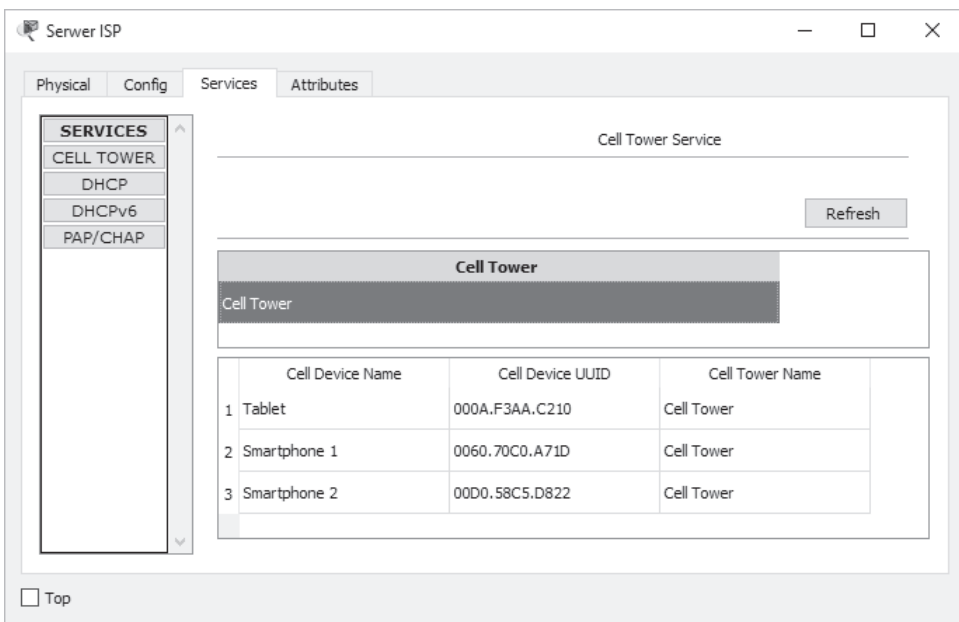 Serwer ISP
Physical Config Services Attributes
SERVICES
CELL TOWER
DHCP
DHCPv6
PAP/CHAP
Cell Tower Service
Refresh
Cell Tower
Cell Tower
Cell Device Name Cell Device UUID Cell Tower Name
1 Tablet 000A.F3AA.C210 Cell Tower
2 Smartphone 1 0060.70C0.A71D Cell Tower
3 Smartphone 2 00D0.58C5.D822 Cell Tower
Top